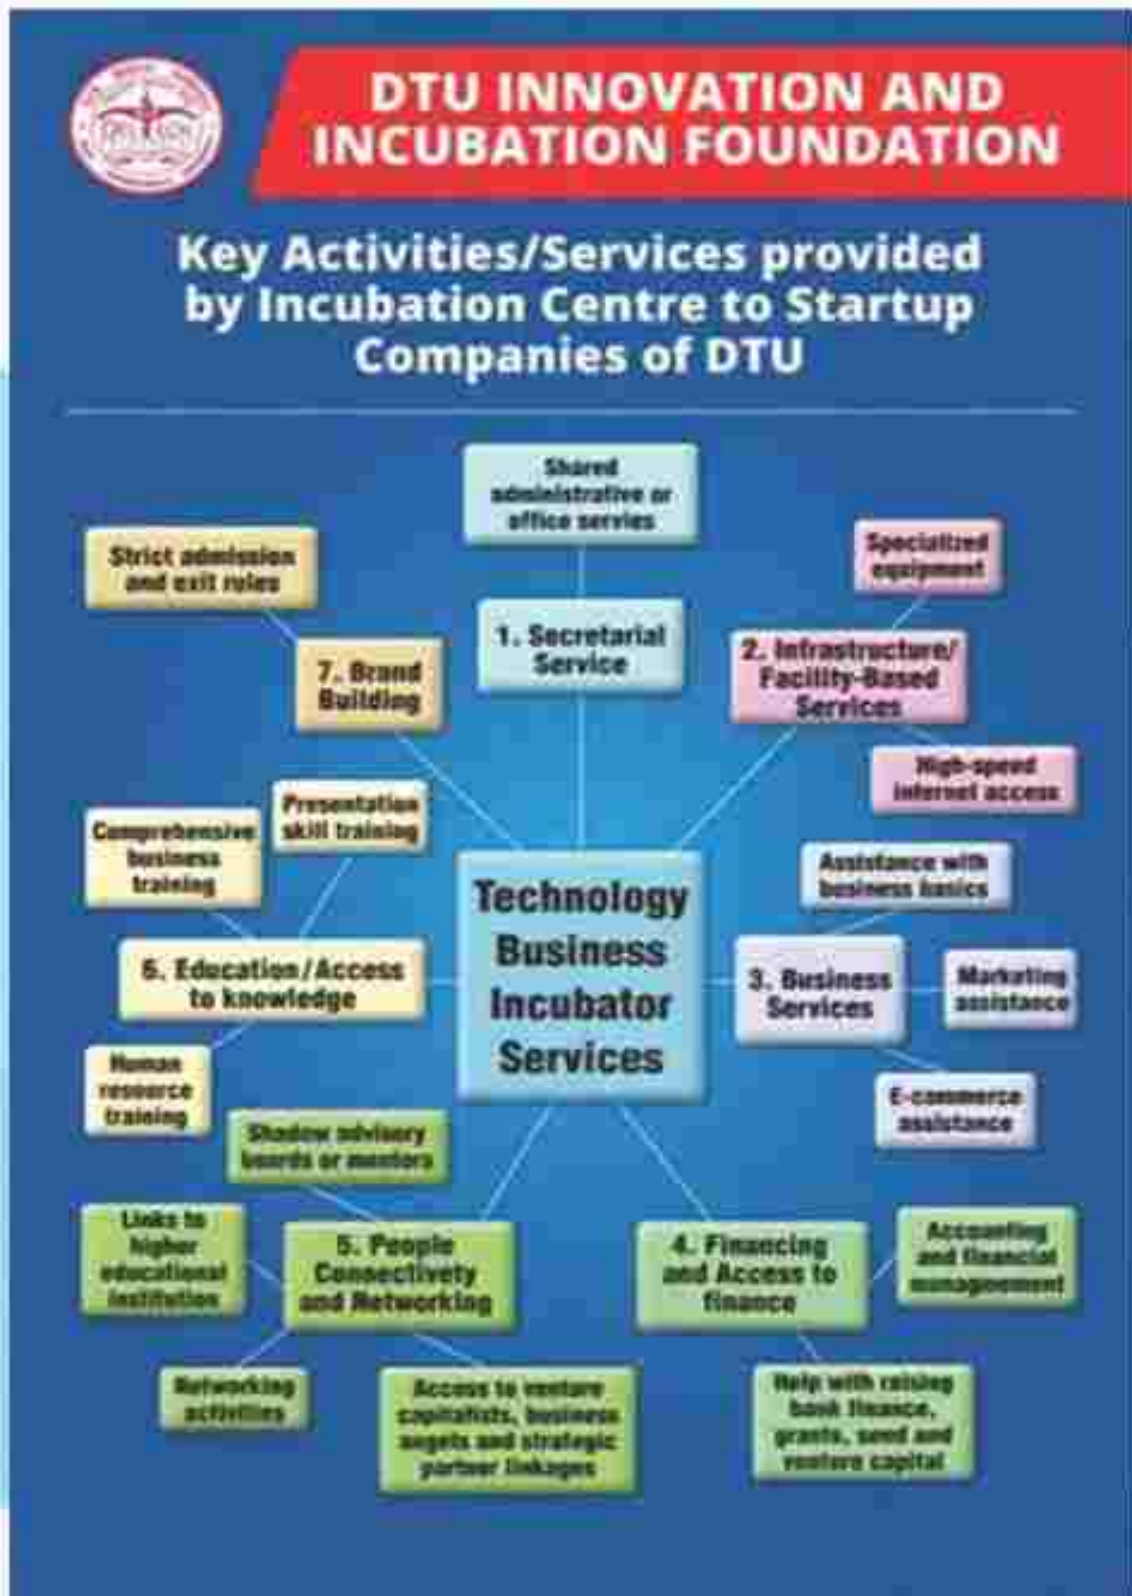 DTU INNOVATION AND
INCUBATION FOUNDATION
Key Activities/Services provided
by Incubation Centre to Startup
Companies of DTU
Shared
administrative or
office servies
1. Secretarial
Service
Specialized
equipment
2. Infrastructure/
Facility-Based
Services
High-speed
internet access
Assistance with
business basics
3. Business
Services
Marketing
assistance
E-commerce
assistance
Accounting
and financial
managnement
4. Financing
and Access to
finance
Help with raising
bank finance,
grants, seed and
venture capital
Shadow advisory
boards or mentors
Links to
higher
educational
institution
5. People
Connectivity
and Networking
Networking
activities
Access to venture
capitalists, business
angels and strategic
partner linkages
Presentation
skill training
Comprehensive
business
training
6. Education/Access
to knowledge
Human
resource
training
Strict admission
and exit rules
7. Brand
Building
Technology
Business
Incubator
Services